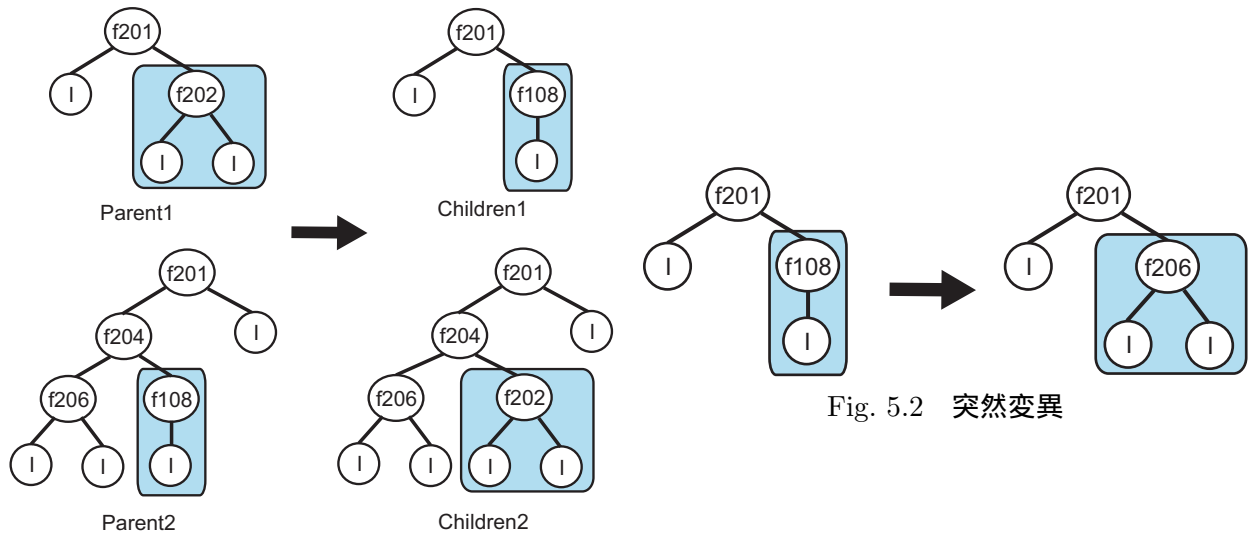 f201
I
f202
I I
Parent1
f201
I
f108
I
Children1
f201
f204
I
f206 f108
I I I
Parent2
f201
f204
I
f206 f202
I I I I
Children2
f201
I
f108
I
f201
I
f206
I I
Fig. 5.2 突然変異